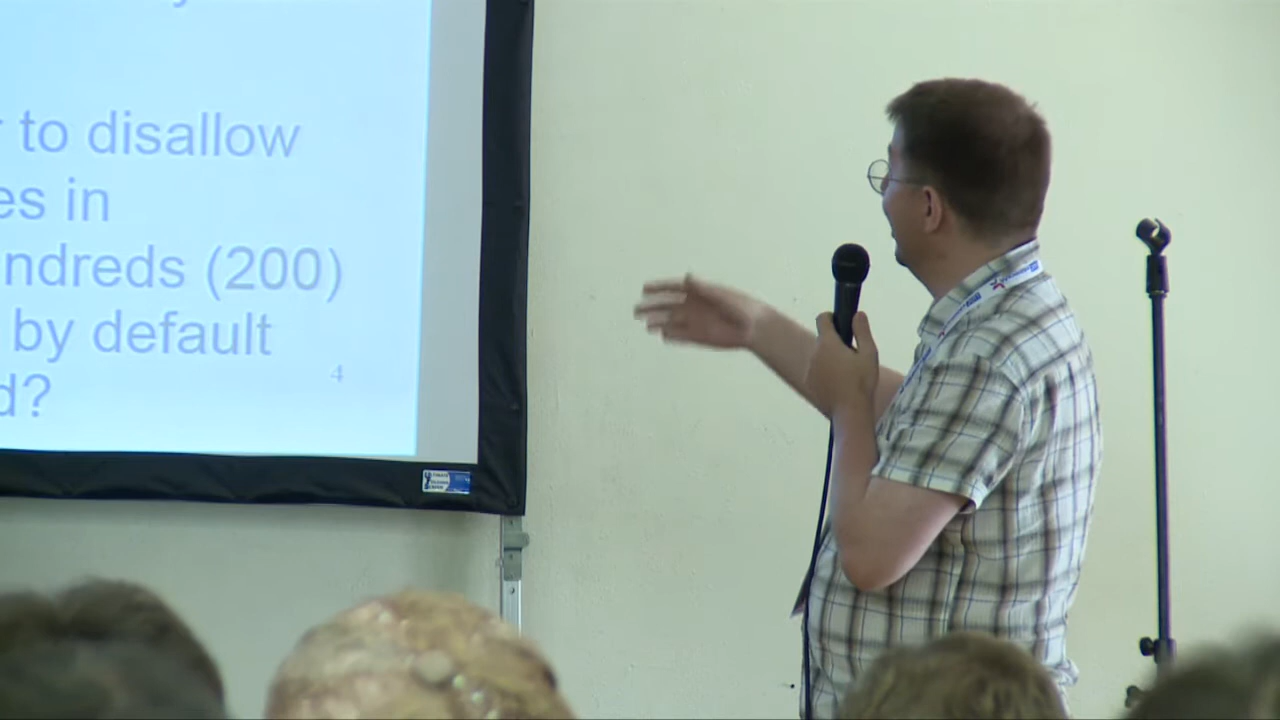 to disallow
es in
ndreds (200)
by default
d?
4